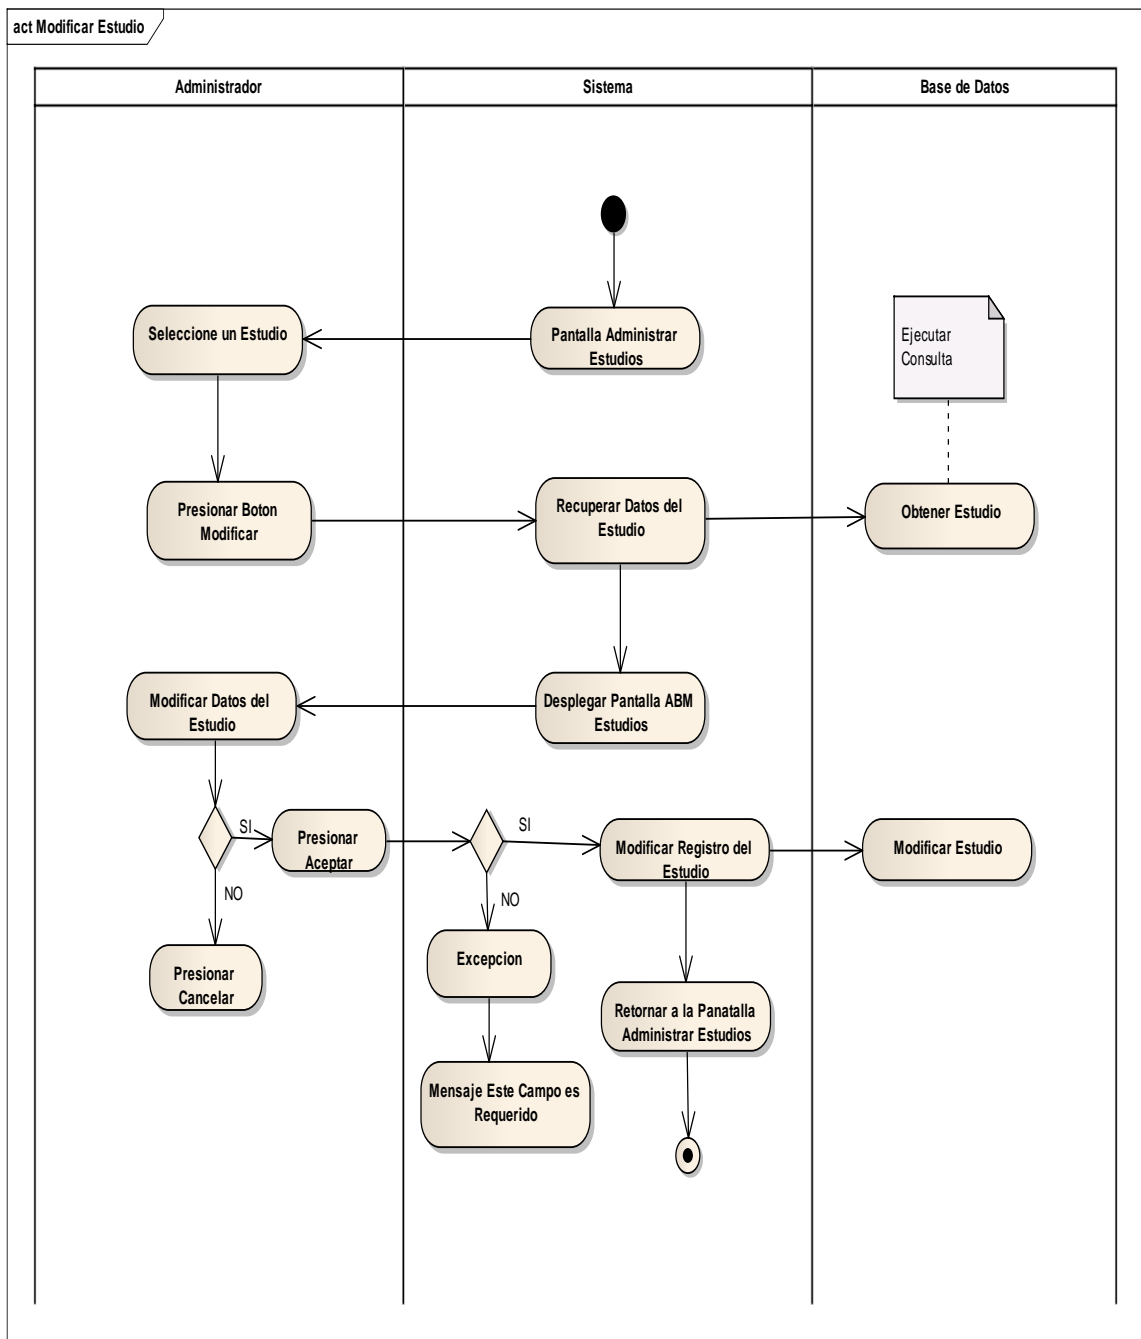 act Modificar Estudio
Administrador
Sistema
Base de Datos
Seleccione un Estudio
Pantalla Administrar
Estudios
Ejecutar
Consulta
Presionar Boton
Modificar
Recuperar Datos del
Estudio
Obtener Estudio
Modificar Datos del
Estudio
Desplegar Pantalla ABM
Estudios
SI
Presionar
Aceptar
SI
Modificar Registro del
Estudio
Modificar Estudio
NO
NO
Presionar
Cancelar
Excepcion
Retornar a la Panatalla
Administrar Estudios
Mensaje Este Campo es
Requerido